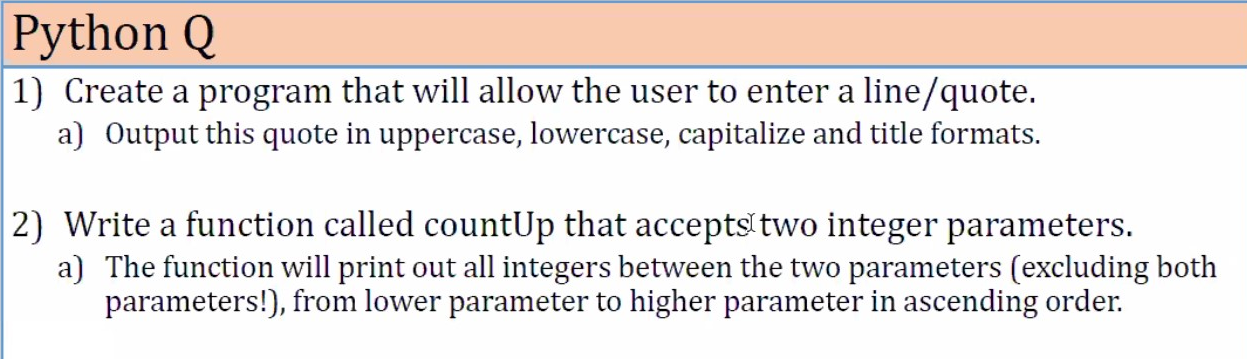 Python Q
1) Create a program that will allow the user to enter a line/quote.
a) Output this quote in uppercase, lowercase, capitalize and title formats.
2) Write a function called countUp that accepts two integer parameters.
a) The function will print out all integers between the two parameters (excluding both
parameters!), from lower parameter to higher parameter in ascending order.